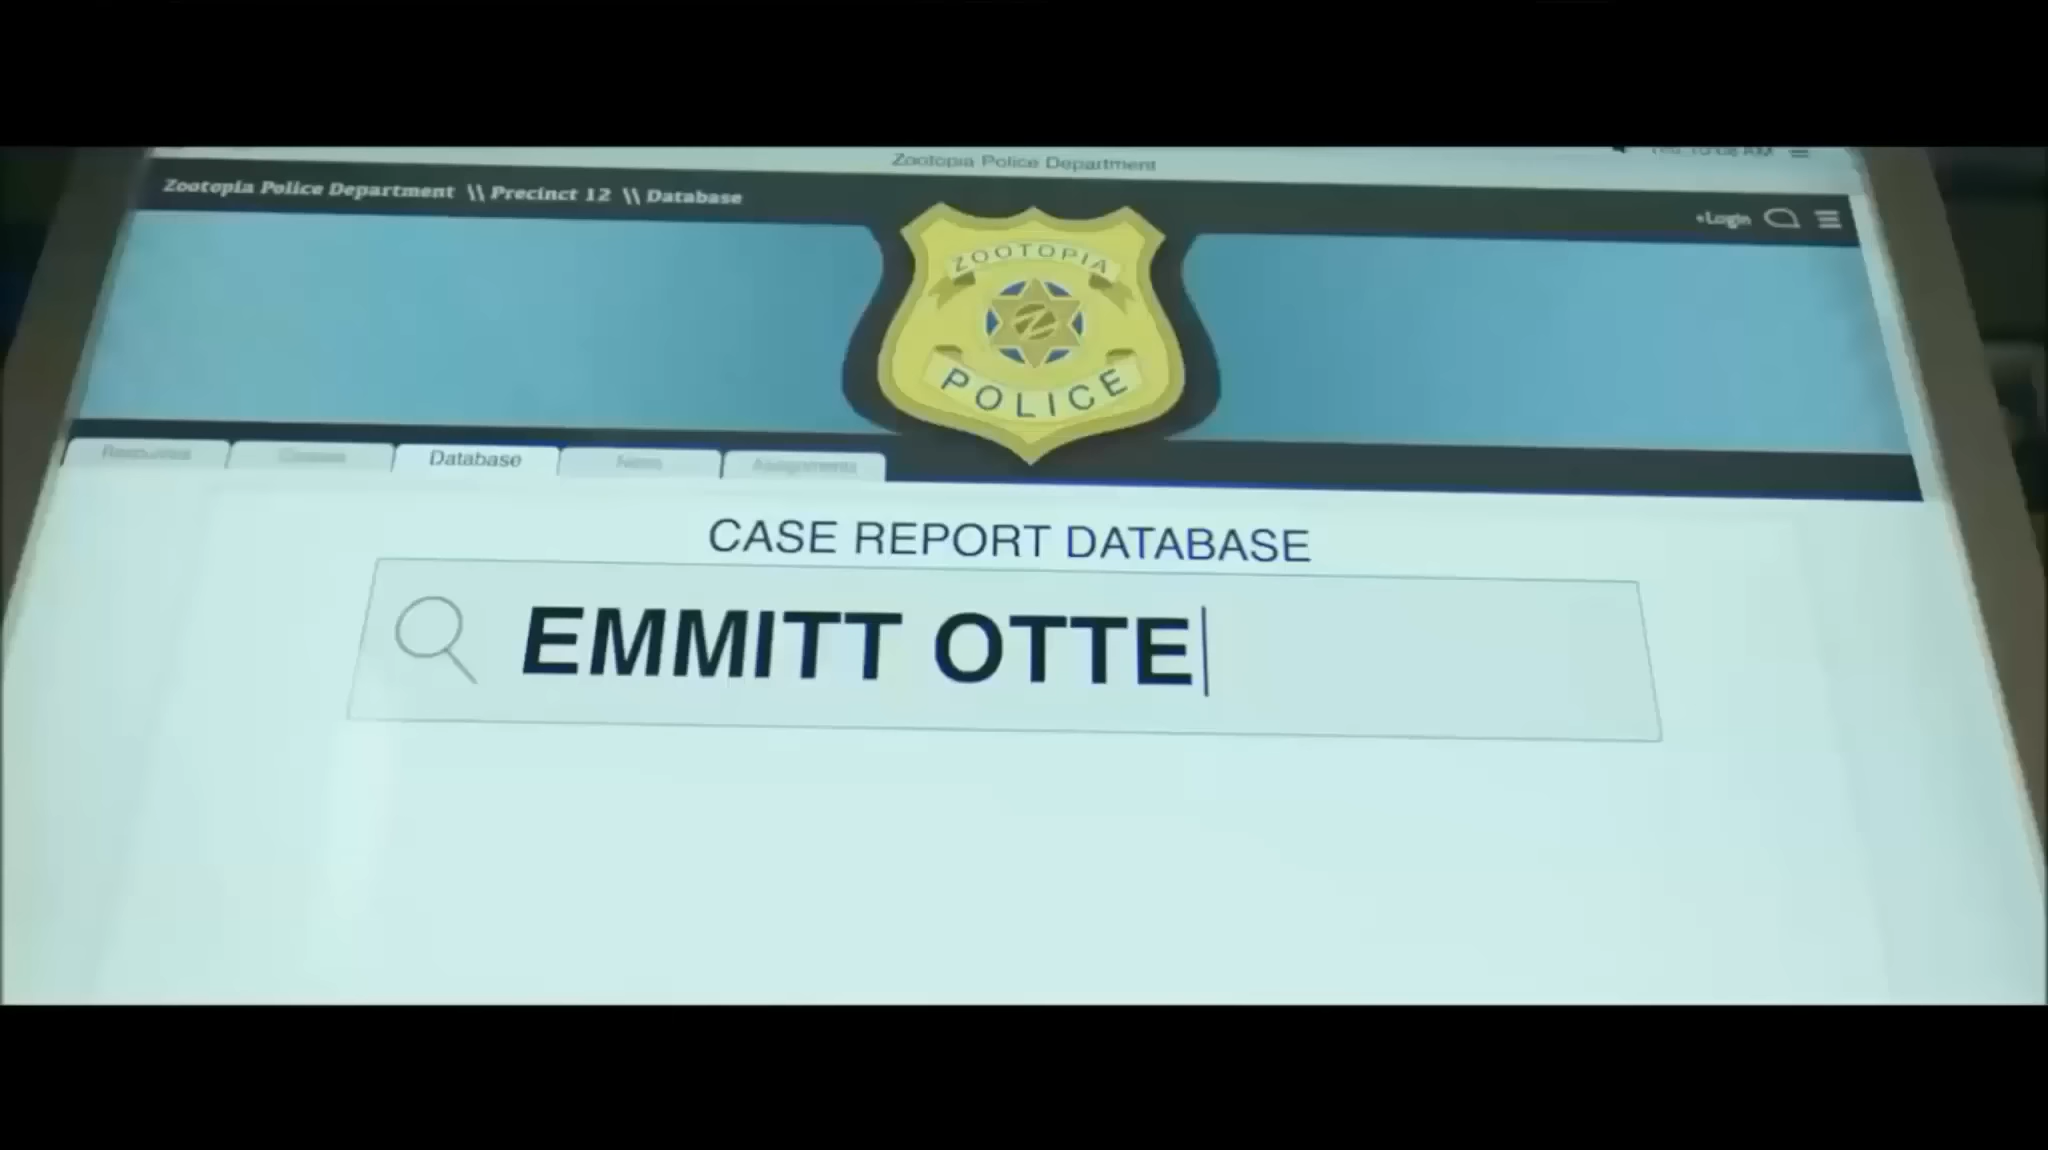 Zootopia Police Department
Zootopia Police Department \\ Precinct 12 \\ Database
+Login
ZOOTOPIA
Z
POLICE
Database
CASE REPORT DATABASE
EMMITT OTTE